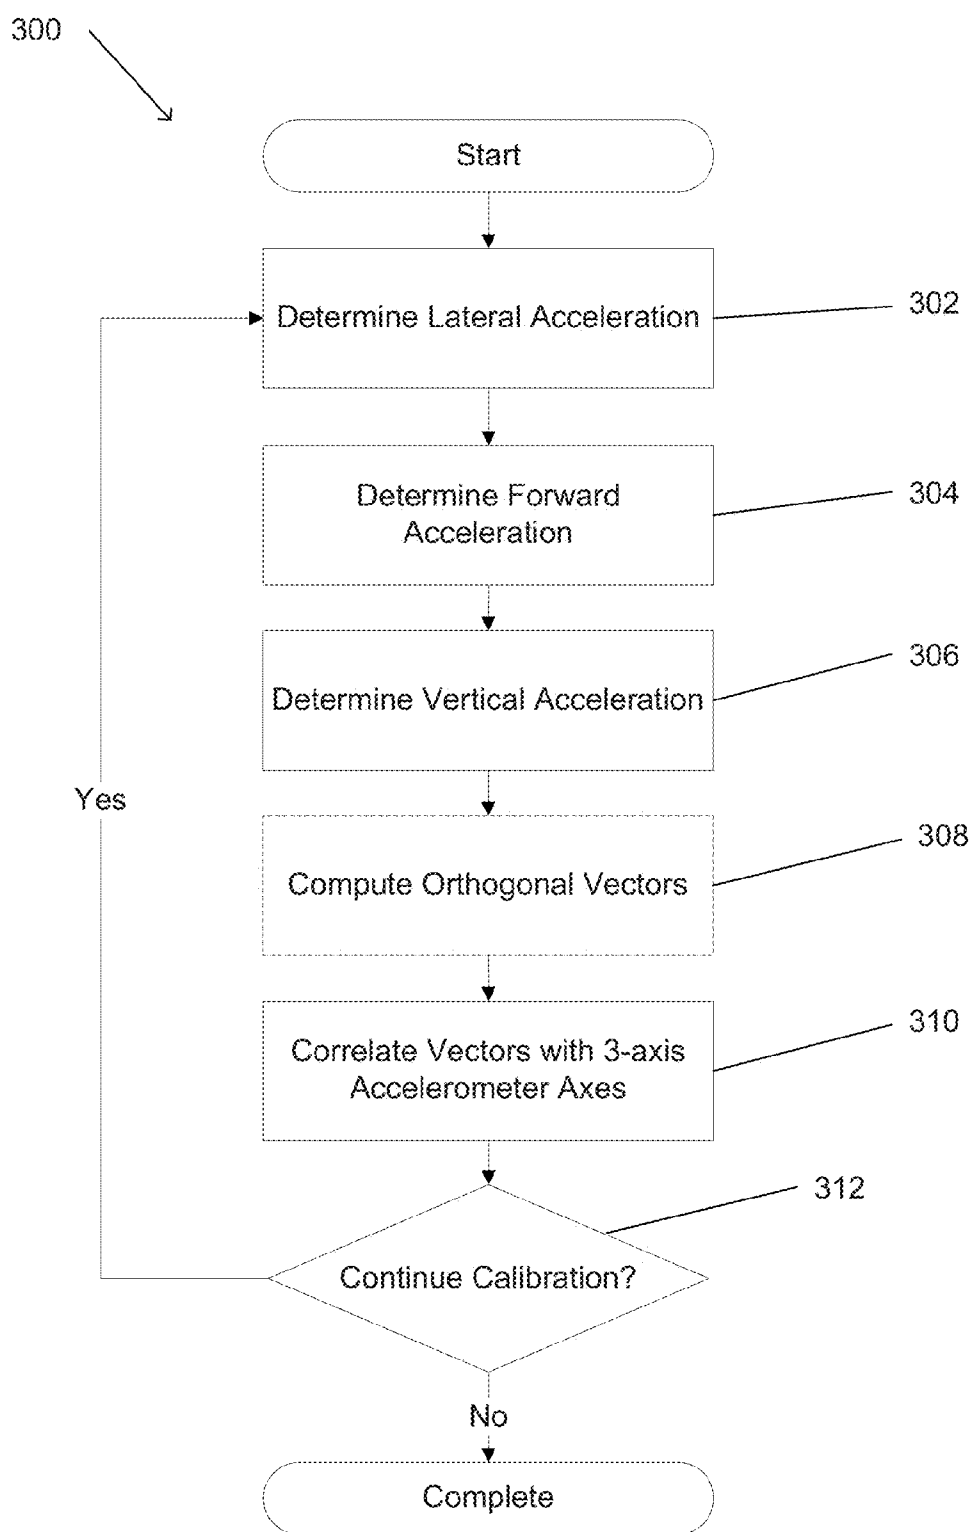 300
Start
Determine Lateral Acceleration
302
Determine Forward
Acceleration
304
Determine Vertical Acceleration
306
Yes
Compute Orthogonal Vectors
308
Correlate Vectors with 3-axis
Accelerometer Axes
310
Continue Calibration?
312
No
Complete